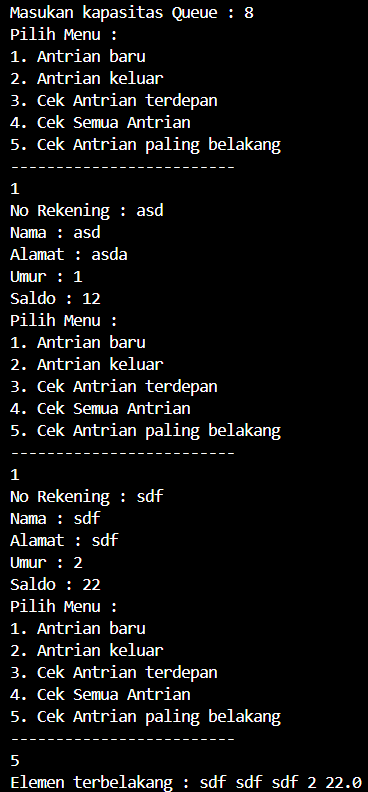 Masukan kapasitas Queue : 8
Pilih Menu :
1. Antrian baru
2. Antrian keluar
3. Cek Antrian terdepan
4. Cek Semua Antrian
5. Cek Antrian paling belakang
-------------------------
1
No Rekening : asd
Nama : asd
Alamat : asda
Umur : 1
Saldo : 12
Pilih Menu :
1. Antrian baru
2. Antrian keluar
3. Cek Antrian terdepan
4. Cek Semua Antrian
5. Cek Antrian paling belakang
-------------------------
1
No Rekening : sdf
Nama : sdf
Alamat : sdf
Umur : 2
Saldo : 22
Pilih Menu :
1. Antrian baru
2. Antrian keluar
3. Cek Antrian terdepan
4. Cek Semua Antrian
5. Cek Antrian paling belakang
-------------------------
5
Elemen terbelakang : sdf sdf sdf 2 22.0